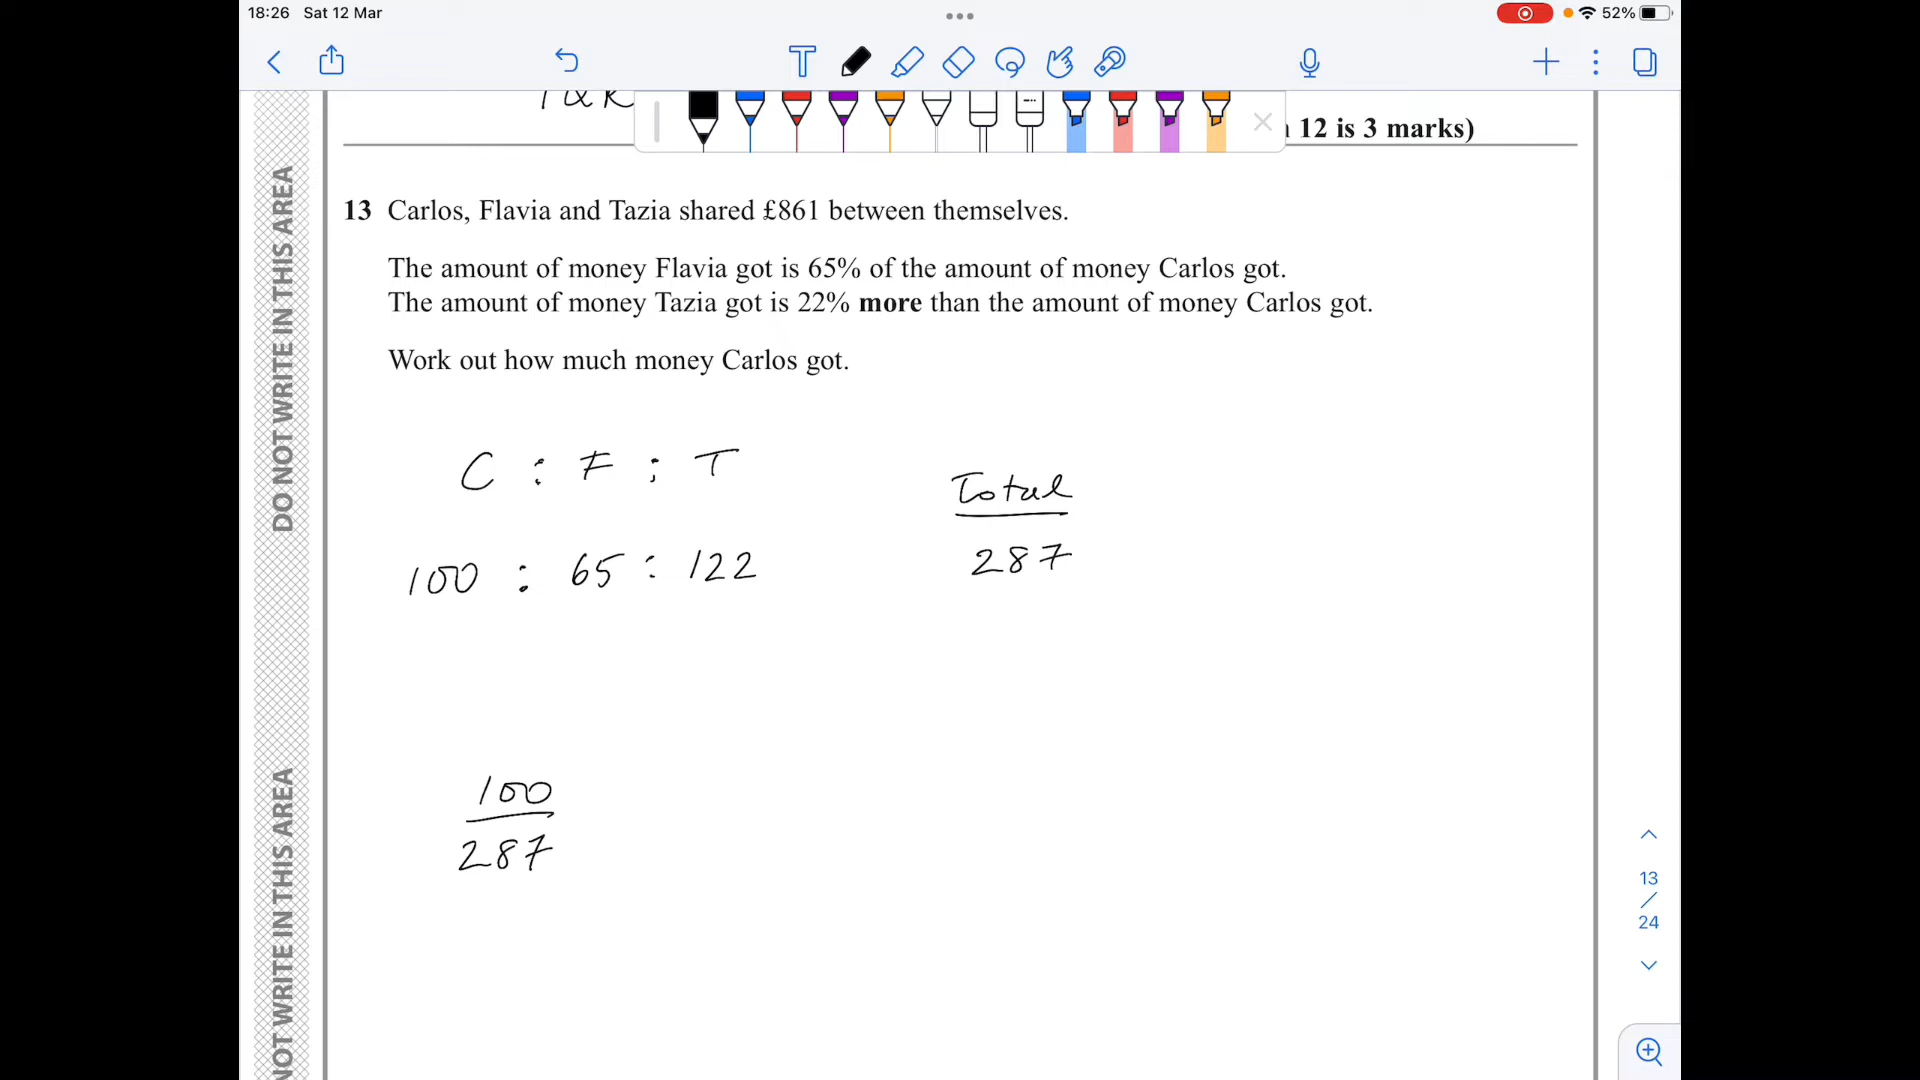 18:26 Sat 12 Mar
52%
T
12 is 3 marks)
13 Carlos, Flavia and Tazia shared £861 between themselves.
The amount of money Flavia got is 65% of the amount of money Carlos got.
The amount of money Tazia got is 22% more than the amount of money Carlos got.
Work out how much money Carlos got.
C : F : T
Total
100 : 65 : 122
287
100
287
DO NOT WRITE IN THIS AREA
NOT WRITE IN THIS AREA
13
/
24